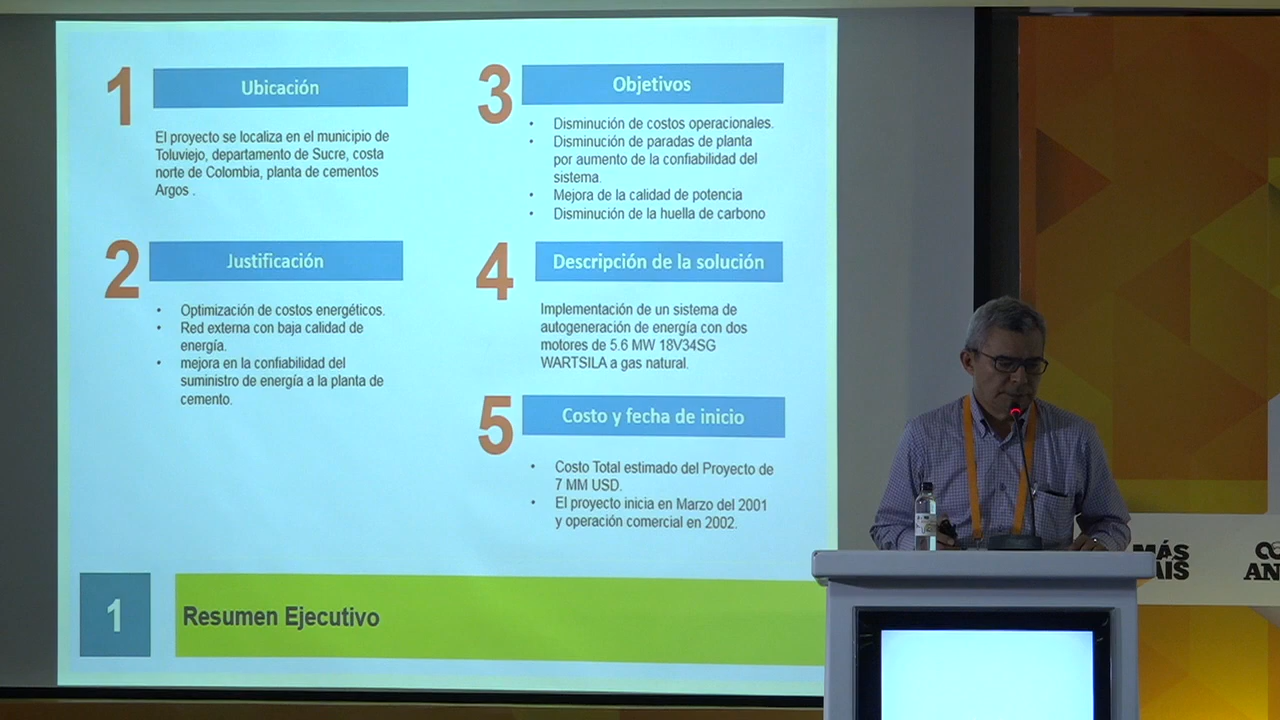 1
Ubicación
El proyecto se localiza en el municipio de
Toluviejo, departamento de Sucre, costa
norte de Colombia, planta de cementos
Argos .
2
Justificación
• Optimización de costos energéticos.
• Red externa con baja calidad de
energía.
• mejora en la confiabilidad del
suministro de energía a la planta de
cemento.
3
Objetivos
• Disminución de costos operacionales.
• Disminución de paradas de planta
por aumento de la confiabilidad del
sistema.
• Mejora de la calidad de potencia
• Disminución de la huella de carbono
4
Descripción de la solución
Implementación de un sistema de
autogeneración de energía con dos
motores de 5.6 MW 18V34SG
WARTSILA a gas natural.
5
Costo y fecha de inicio
• Costo Total estimado del Proyecto de
7 MM USD.
• El proyecto inicia en Marzo del 2001
y operación comercial en 2002.
1
Resumen Ejecutivo
MÁS
AN